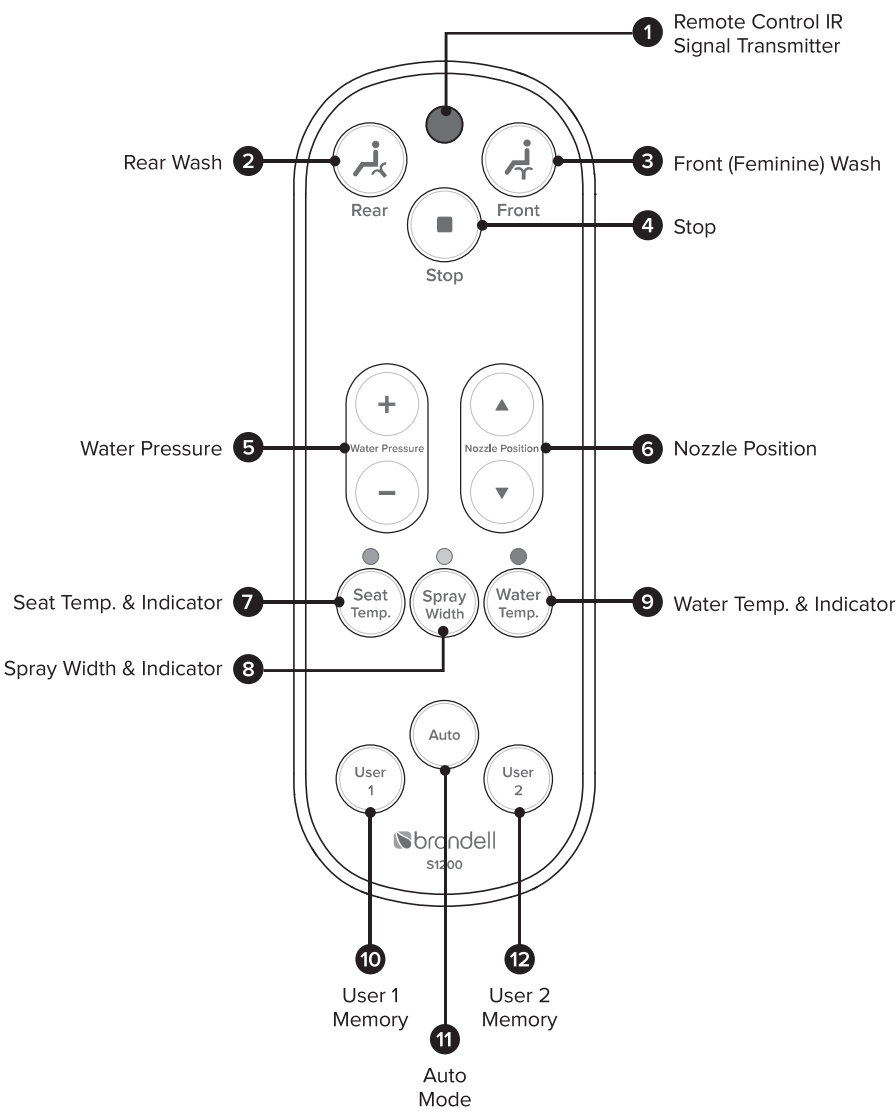 1 Remote Control IR
Signal Transmitter
Rear Wash 2
3 Front (Feminine) Wash
Rear
Front
4 Stop
Stop
+
Water Pressure 5
Water Pressure
−
Nozzle Position
6 Nozzle Position
Seat Temp. & Indicator 7
Seat
Temp.
Spray
Width
Water
Temp.
9 Water Temp. & Indicator
Spray Width & Indicator 8
Auto
User
1
User
2
brondell
S1200
10
User 1
Memory
12
User 2
Memory
11
Auto
Mode